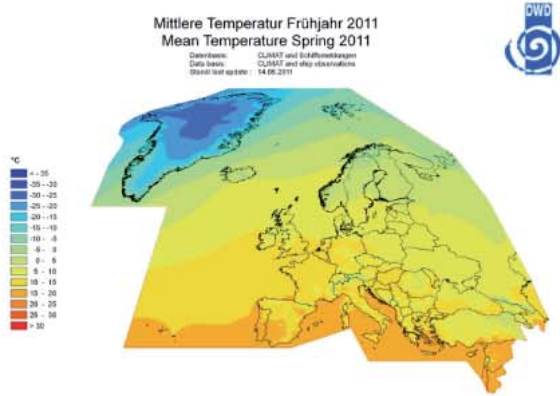 Mittlere Temperatur Frühjahr 2011
Mean Temperature Spring 2011
Datenbasis: CLIMAT und Schiffsmeldungen
Data basis: CLIMAT and ship observations
Stand/ last update : 14.06.2011
DWD
°C
< -35
-35 - -30
-30 - -25
-25 - -20
-20 - -15
-15 - -10
-10 - -5
-5 - 0
0 - 5
5 - 10
10 - 15
15 - 20
20 - 25
25 - 30
> 30